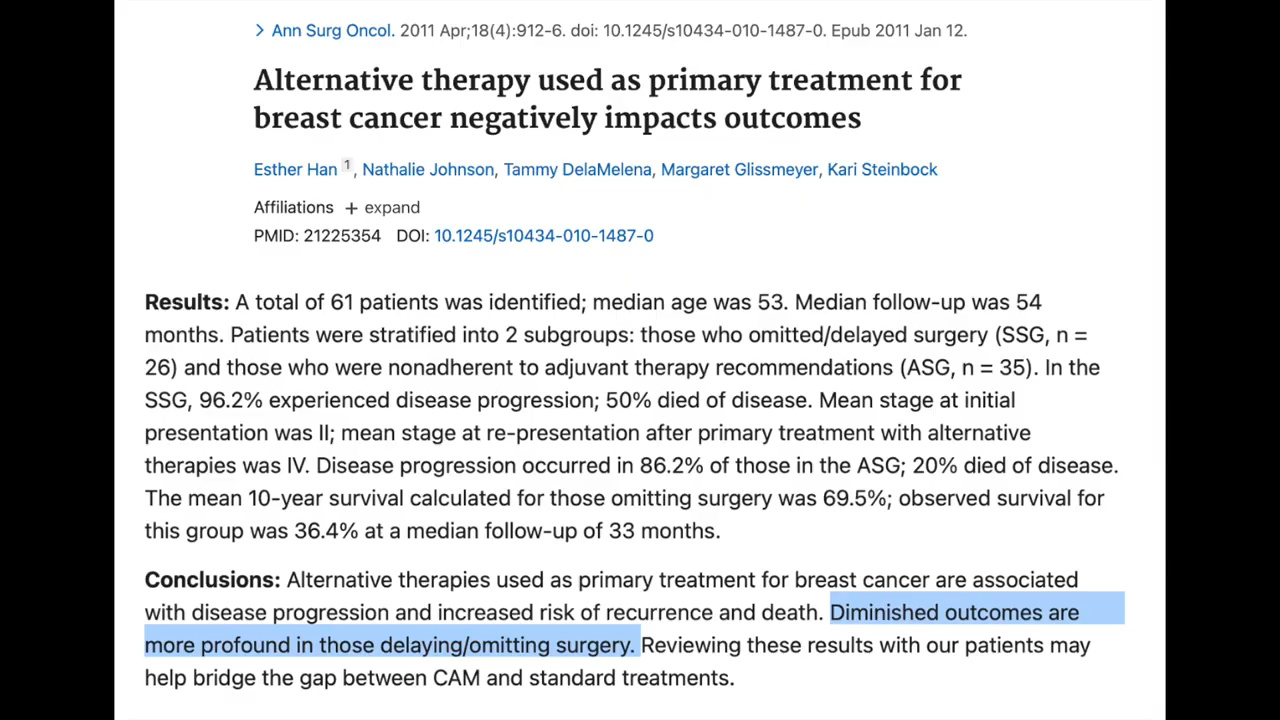 > Ann Surg Oncol. 2011 Apr;18(4):912-6. doi: 10.1245/s10434-010-1487-0. Epub 2011 Jan 12.
Alternative therapy used as primary treatment for
breast cancer negatively impacts outcomes
Esther Han 1, Nathalie Johnson, Tammy DelaMelena, Margaret Glissmeyer, Kari Steinbock
Affiliations + expand
PMID: 21225354 DOI: 10.1245/s10434-010-1487-0
Results: A total of 61 patients was identified; median age was 53. Median follow-up was 54
months. Patients were stratified into 2 subgroups: those who omitted/delayed surgery (SSG, n =
26) and those who were nonadherent to adjuvant therapy recommendations (ASG, n = 35). In the
SSG, 96.2% experienced disease progression; 50% died of disease. Mean stage at initial
presentation was II; mean stage at re-presentation after primary treatment with alternative
therapies was IV. Disease progression occurred in 86.2% of those in the ASG; 20% died of disease.
The mean 10-year survival calculated for those omitting surgery was 69.5%; observed survival for
this group was 36.4% at a median follow-up of 33 months.
Conclusions: Alternative therapies used as primary treatment for breast cancer are associated
with disease progression and increased risk of recurrence and death. Diminished outcomes are
more profound in those delaying/omitting surgery. Reviewing these results with our patients may
help bridge the gap between CAM and standard treatments.